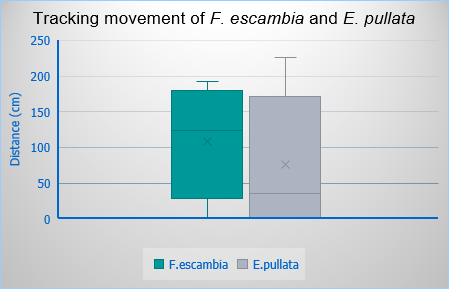 Tracking movement of F. escambia and E. pullata
250
200
150
100
50
0
Distance (cm)
F.escambia E.pullata